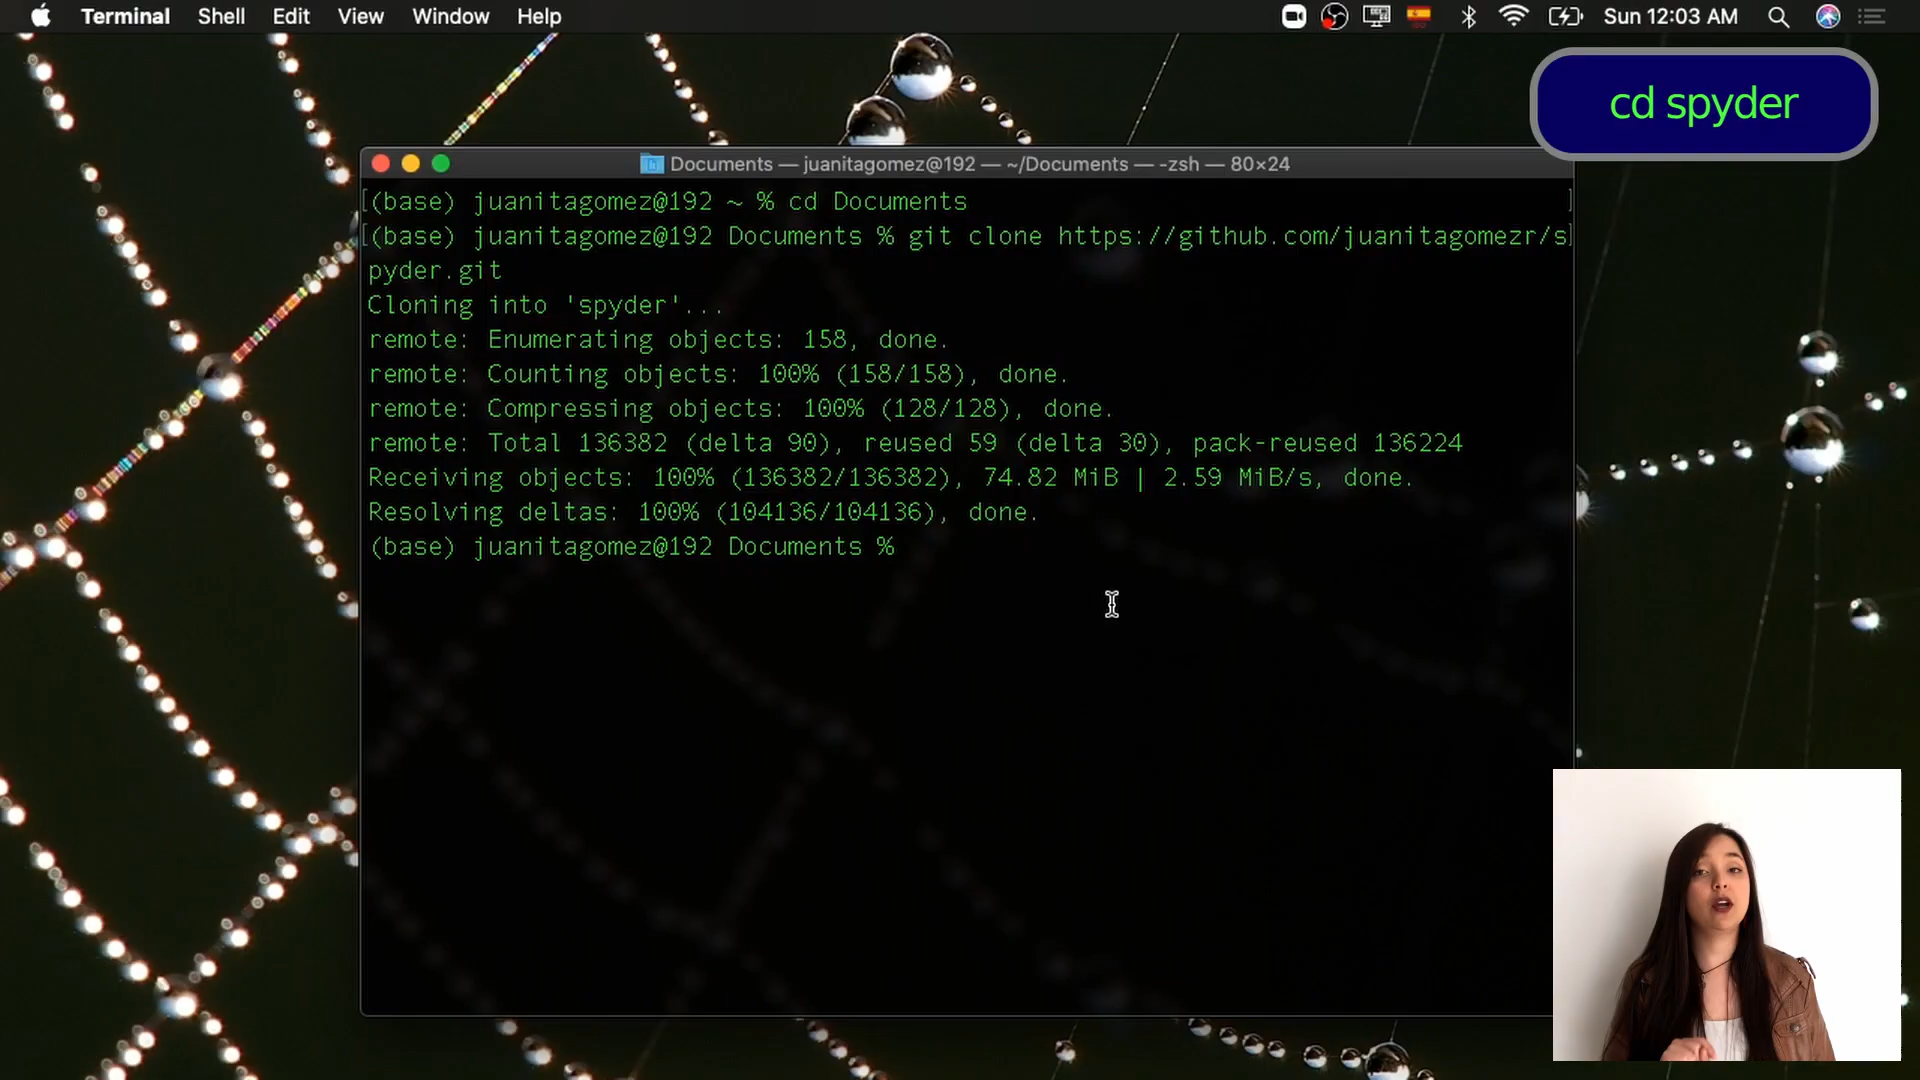 Terminal Shell Edit View Window Help Sun 12:03 AM
cd spyder
Documents — juanitagomez@192 — ~/Documents — -zsh — 80×24
[(base) juanitagomez@192 ~ % cd Documents ]
[(base) juanitagomez@192 Documents % git clone https://github.com/juanitagomezr/s]
pyder.git
Cloning into 'spyder'...
remote: Enumerating objects: 158, done.
remote: Counting objects: 100% (158/158), done.
remote: Compressing objects: 100% (128/128), done.
remote: Total 136382 (delta 90), reused 59 (delta 30), pack-reused 136224
Receiving objects: 100% (136382/136382), 74.82 MiB | 2.59 MiB/s, done.
Resolving deltas: 100% (104136/104136), done.
(base) juanitagomez@192 Documents %